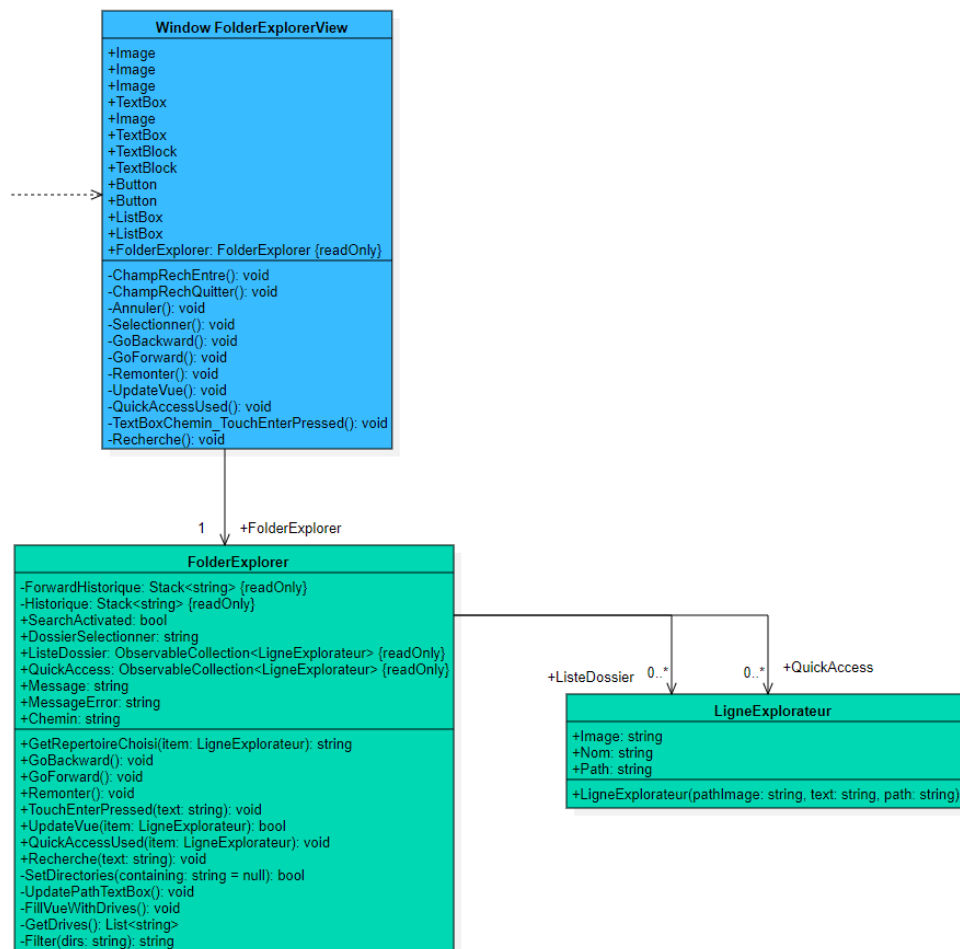 Window FolderExplorerView
+Image
+Image
+Image
+TextBox
+Image
+TextBox
+TextBlock
+TextBlock
+Button
+Button
+ListBox
+ListBox
+FolderExplorer: FolderExplorer {readOnly}
-ChampRechEntre(): void
-ChampRechQuitter(): void
-Annuler(): void
-Selectionner(): void
-GoBackward(): void
-GoForward(): void
-Remonter(): void
-UpdateVue(): void
-QuickAccessUsed(): void
-TextBoxChemin_TouchEnterPressed(): void
-Recherche(): void
1 +FolderExplorer
FolderExplorer
-ForwardHistorique: Stack<string> {readOnly}
-Historique: Stack<string> {readOnly}
+SearchActivated: bool
+DossierSelectionner: string
+ListeDossier: ObservableCollection<LigneExplorateur> {readOnly}
+QuickAccess: ObservableCollection<LigneExplorateur> {readOnly}
+Message: string
+MessageError: string
+Chemin: string
+GetRepertoireChoisi(item: LigneExplorateur): string
+GoBackward(): void
+GoForward(): void
+Remonter(): void
+TouchEnterPressed(text: string): void
+UpdateVue(item: LigneExplorateur): bool
+QuickAccessUsed(item: LigneExplorateur): void
+Recherche(text: string): void
-SetDirectories(containing: string = null): bool
-UpdatePathTextBox(): void
-FillVueWithDrives(): void
-GetDrives(): List<string>
-Filter(dirs: string): string
+ListeDossier 0..*
0..* +QuickAccess
LigneExplorateur
+Image: string
+Nom: string
+Path: string
+LigneExplorateur(pathImage: string, text: string, path: string)